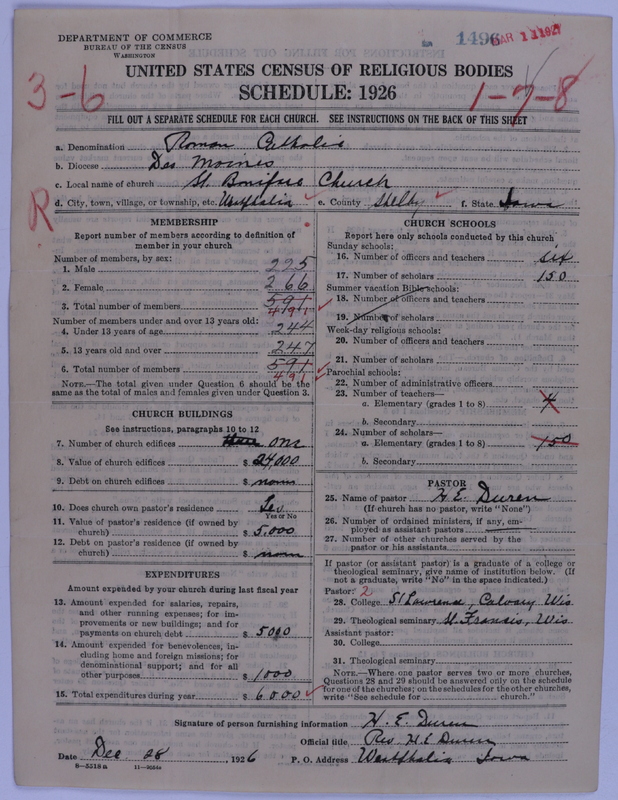 DEPARTMENT OF COMMERCE
BUREAU OF THE CENSUS
WASHINGTON
1496 MAR 11 1927
UNITED STATES CENSUS OF RELIGIOUS BODIES
SCHEDULE: 1926
3-6
1-7-8
FILL OUT A SEPARATE SCHEDULE FOR EACH CHURCH. SEE INSTRUCTIONS ON THE BACK OF THIS SHEET
a. Denomination Roman Catholic
b. Diocese Des Moines
c. Local name of church St. Boniface Church
d. City, town, village, or township, etc. Westphalia e. County Shelby f. State Iowa
R
MEMBERSHIP
Report number of members according to definition of
member in your church
Number of members, by sex:
1. Male 225
2. Female 266
3. Total number of members 591
491
Number of members under and over 13 years old:
4. Under 13 years of age 244
5. 13 years old and over 247
6. Total number of members 591
491
NOTE.—The total given under Question 6 should be the
same as the total of males and females given under Question 3.
CHURCH BUILDINGS
See instructions, paragraphs 10 to 12
7. Number of church edifices one
8. Value of church edifices $ 24,000
9. Debt on church edifices $ none
10. Does church own pastor's residence? Yes
Yes or No
11. Value of pastor's residence (if owned by
church) $ 5,000
12. Debt on pastor's residence (if owned by
church) $ none
EXPENDITURES
Amount expended by your church during last fiscal year
13. Amount expended for salaries, repairs,
and other running expenses; for im-
provements or new buildings; and for
payments on church debt $ 5000
14. Amount expended for benevolences, in-
cluding home and foreign missions; for
denominational support; and for all
other purposes $ 1000
15. Total expenditures during year $ 6000
CHURCH SCHOOLS
Report here only schools conducted by this church
Sunday schools:
16. Number of officers and teachers six
17. Number of scholars 150
Summer vacation Bible schools:
18. Number of officers and teachers
19. Number of scholars
Week-day religious schools:
20. Number of officers and teachers
21. Number of scholars
Parochial schools:
22. Number of administrative officers
23. Number of teachers—
a. Elementary (grades 1 to 8) 4
b. Secondary
24. Number of scholars—
a. Elementary (grades 1 to 8) 150
b. Secondary
PASTOR
25. Name of pastor H. E. Duren
(If church has no pastor, write "None")
26. Number of ordained ministers, if any, em-
ployed as assistant pastors
27. Number of other churches served by the
pastor or his assistants
If pastor (or assistant pastor) is a graduate of a college or
theological seminary, give name of institution below. (If
not a graduate, write "No" in the space indicated.)
Pastor: 2
28. College St Lawrence, Calvary Wis
29. Theological seminary St. Francis, Wis
Assistant pastor:
30. College
31. Theological seminary
NOTE.—Where one pastor serves two or more churches,
Questions 28 and 29 should be answered only on the schedule
for one of the churches; on the schedules for the other churches,
write "See schedule for church."
Signature of person furnishing information H. E. Duren
Official title Rev. H E Duren
Date Dec 28, 1926 P. O. Address Westphalia Iowa
8-5518a 11-9064a